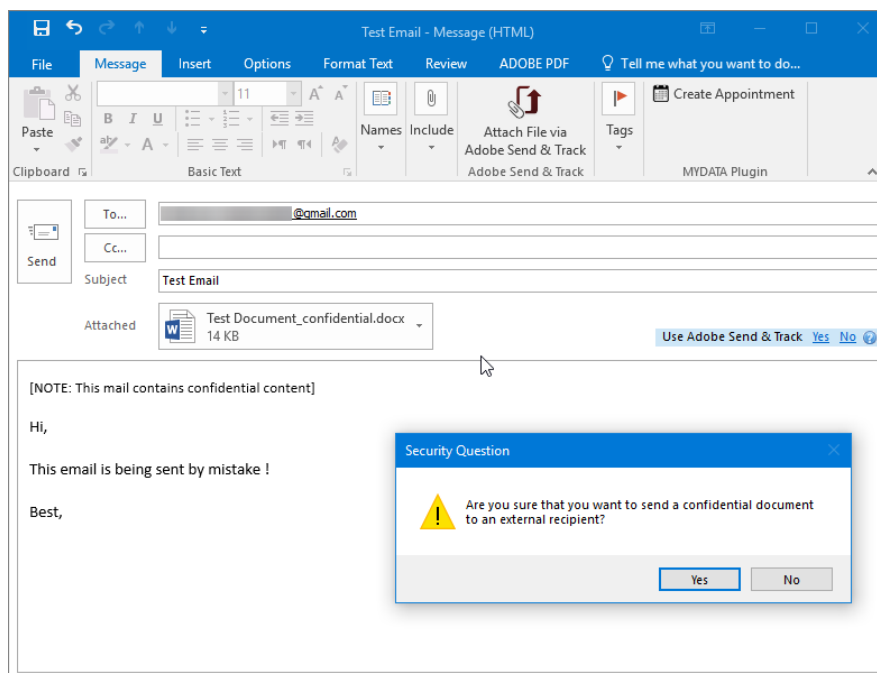 Test Email - Message (HTML)
File Message Insert Options Format Text Review ADOBE PDF Tell me what you want to do...
11 A A Create Appointment
B I U
Paste Names Include Attach File via Tags
aby A Adobe Send & Track
Clipboard Basic Text Adobe Send & Track MYDATA Plugin
To... @gmail.com
Cc...
Send
Subject Test Email
Attached Test Document_confidential.docx
W 14 KB
Use Adobe Send & Track Yes No ?
[NOTE: This mail contains confidential content]
Hi,
This email is being sent by mistake !
Best,
Security Question
Are you sure that you want to send a confidential document
to an external recipient?
Yes No